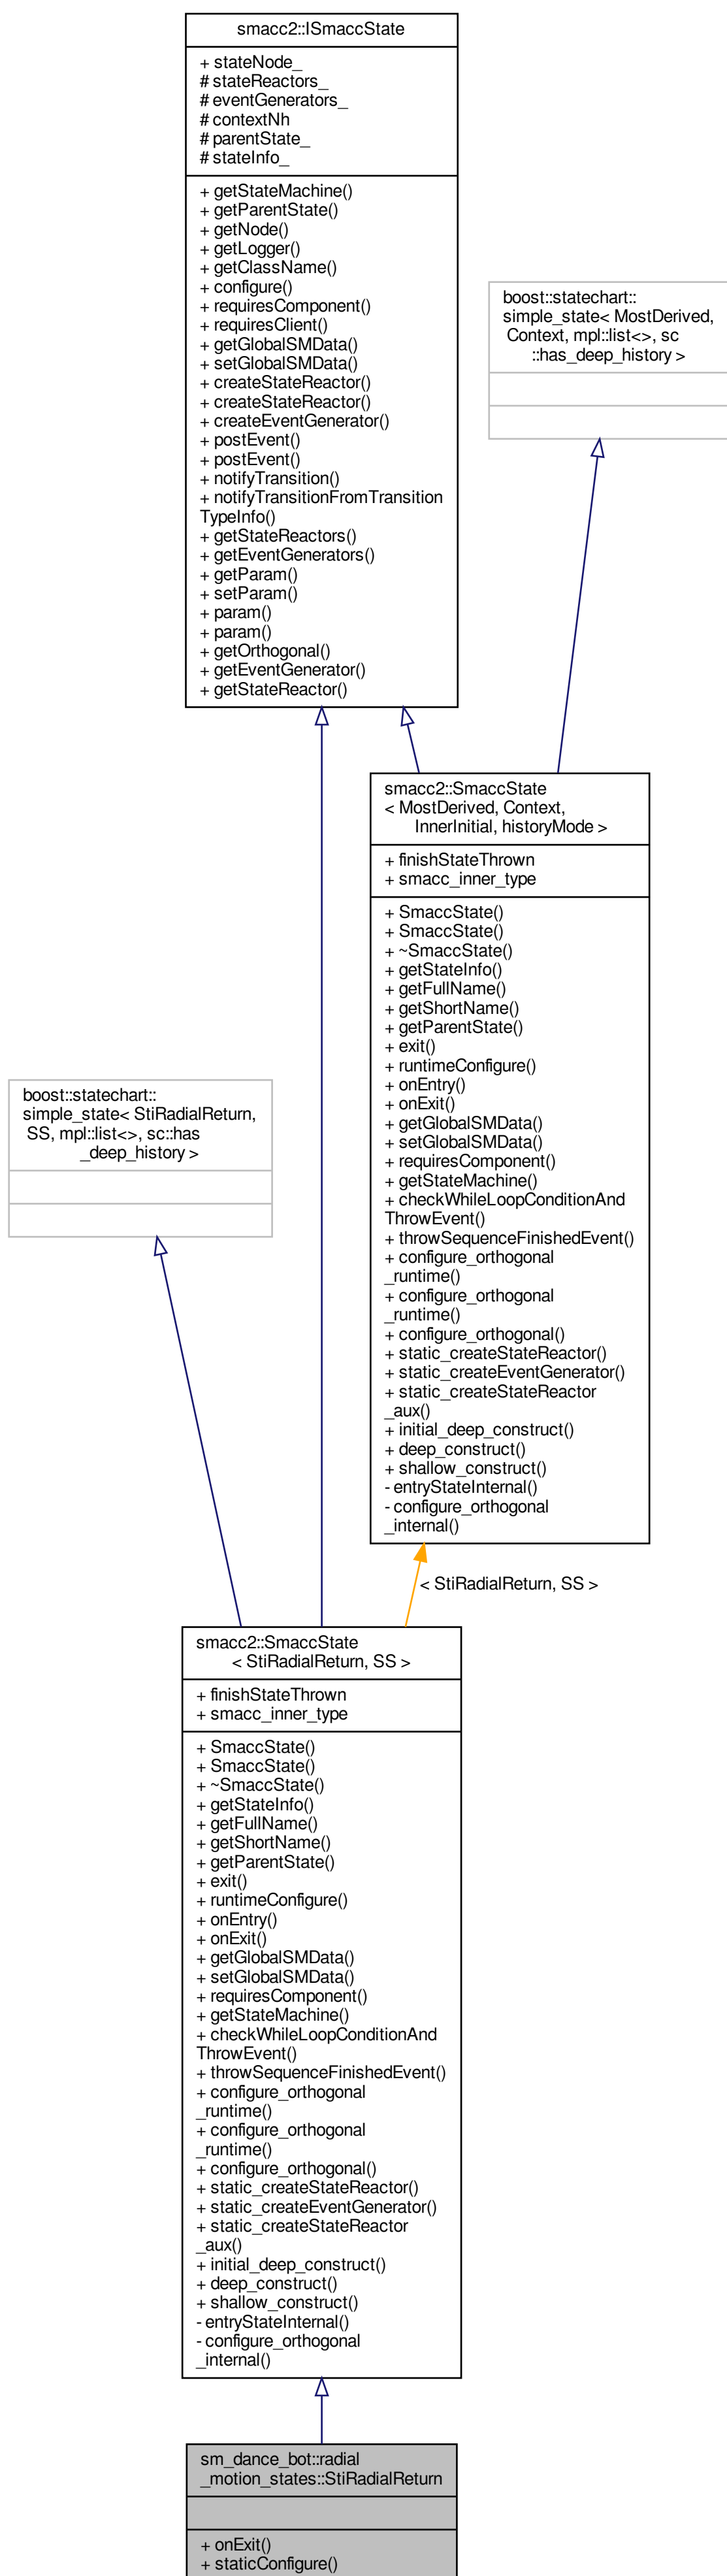 smacc2::ISmaccState
+ stateNode_
# stateReactors_
# eventGenerators_
# contextNh
# parentState_
# stateInfo_
+ getStateMachine()
+ getParentState()
+ getNode()
+ getLogger()
+ getClassName()
+ configure()
+ requiresComponent()
+ requiresClient()
+ getGlobalSMData()
+ setGlobalSMData()
+ createStateReactor()
+ createStateReactor()
+ createEventGenerator()
+ postEvent()
+ postEvent()
+ notifyTransition()
+ notifyTransitionFromTransition
TypeInfo()
+ getStateReactors()
+ getEventGenerators()
+ getParam()
+ setParam()
+ param()
+ param()
+ getOrthogonal()
+ getEventGenerator()
+ getStateReactor()
boost::statechart::
simple_state< MostDerived,
Context, mpl::list<>, sc
::has_deep_history >
smacc2::SmaccState
< MostDerived, Context,
InnerInitial, historyMode >
+ finishStateThrown
+ smacc_inner_type
+ SmaccState()
+ SmaccState()
+ ~SmaccState()
+ getStateInfo()
+ getFullName()
+ getShortName()
+ getParentState()
+ exit()
+ runtimeConfigure()
+ onEntry()
+ onExit()
+ getGlobalSMData()
+ setGlobalSMData()
+ requiresComponent()
+ getStateMachine()
+ checkWhileLoopConditionAnd
ThrowEvent()
+ throwSequenceFinishedEvent()
+ configure_orthogonal
_runtime()
+ configure_orthogonal
_runtime()
+ configure_orthogonal()
+ static_createStateReactor()
+ static_createEventGenerator()
+ static_createStateReactor
_aux()
+ initial_deep_construct()
+ deep_construct()
+ shallow_construct()
- entryStateInternal()
- configure_orthogonal
_internal()
boost::statechart::
simple_state< StiRadialReturn,
SS, mpl::list<>, sc::has
_deep_history >
< StiRadialReturn, SS >
smacc2::SmaccState
< StiRadialReturn, SS >
+ finishStateThrown
+ smacc_inner_type
+ SmaccState()
+ SmaccState()
+ ~SmaccState()
+ getStateInfo()
+ getFullName()
+ getShortName()
+ getParentState()
+ exit()
+ runtimeConfigure()
+ onEntry()
+ onExit()
+ getGlobalSMData()
+ setGlobalSMData()
+ requiresComponent()
+ getStateMachine()
+ checkWhileLoopConditionAnd
ThrowEvent()
+ throwSequenceFinishedEvent()
+ configure_orthogonal
_runtime()
+ configure_orthogonal
_runtime()
+ configure_orthogonal()
+ static_createStateReactor()
+ static_createEventGenerator()
+ static_createStateReactor
_aux()
+ initial_deep_construct()
+ deep_construct()
+ shallow_construct()
- entryStateInternal()
- configure_orthogonal
_internal()
sm_dance_bot::radial
_motion_states::StiRadialReturn
+ onExit()
+ staticConfigure()